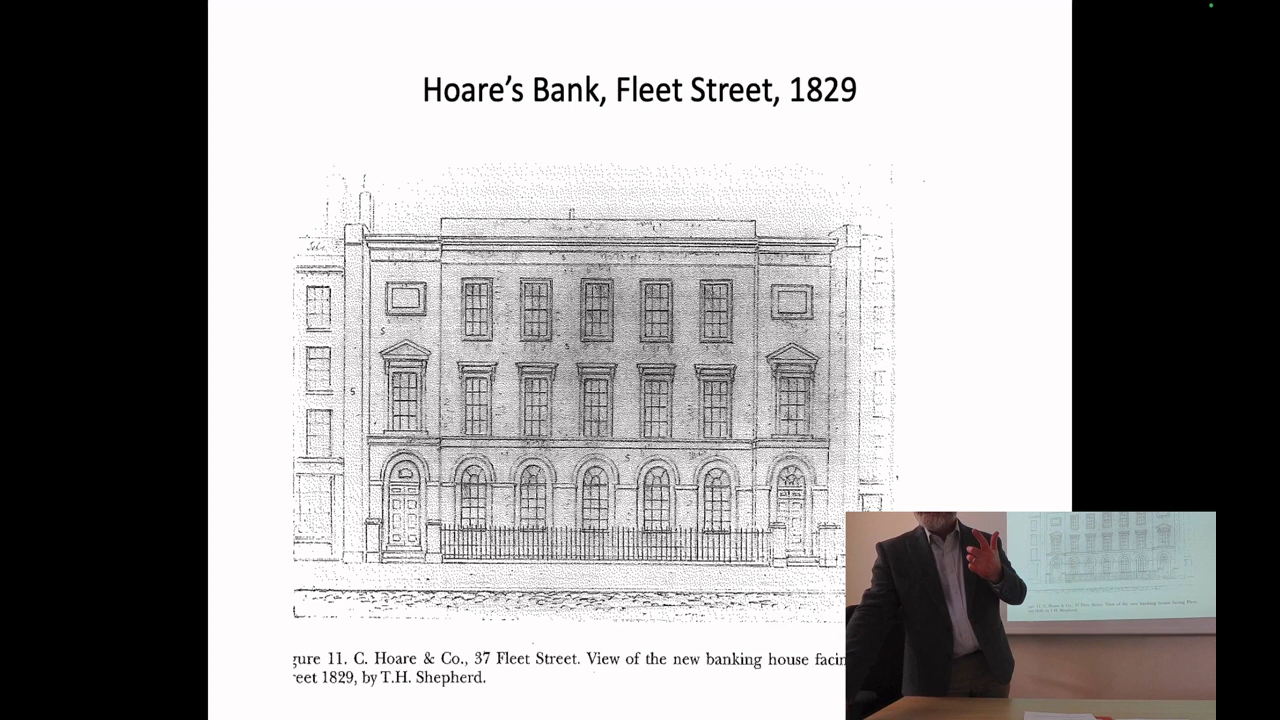 Hoare's Bank, Fleet Street, 1829
gure 11. C. Hoare & Co., 37 Fleet Street. View of the new banking house facin
reet 1829, by T.H. Shepherd.